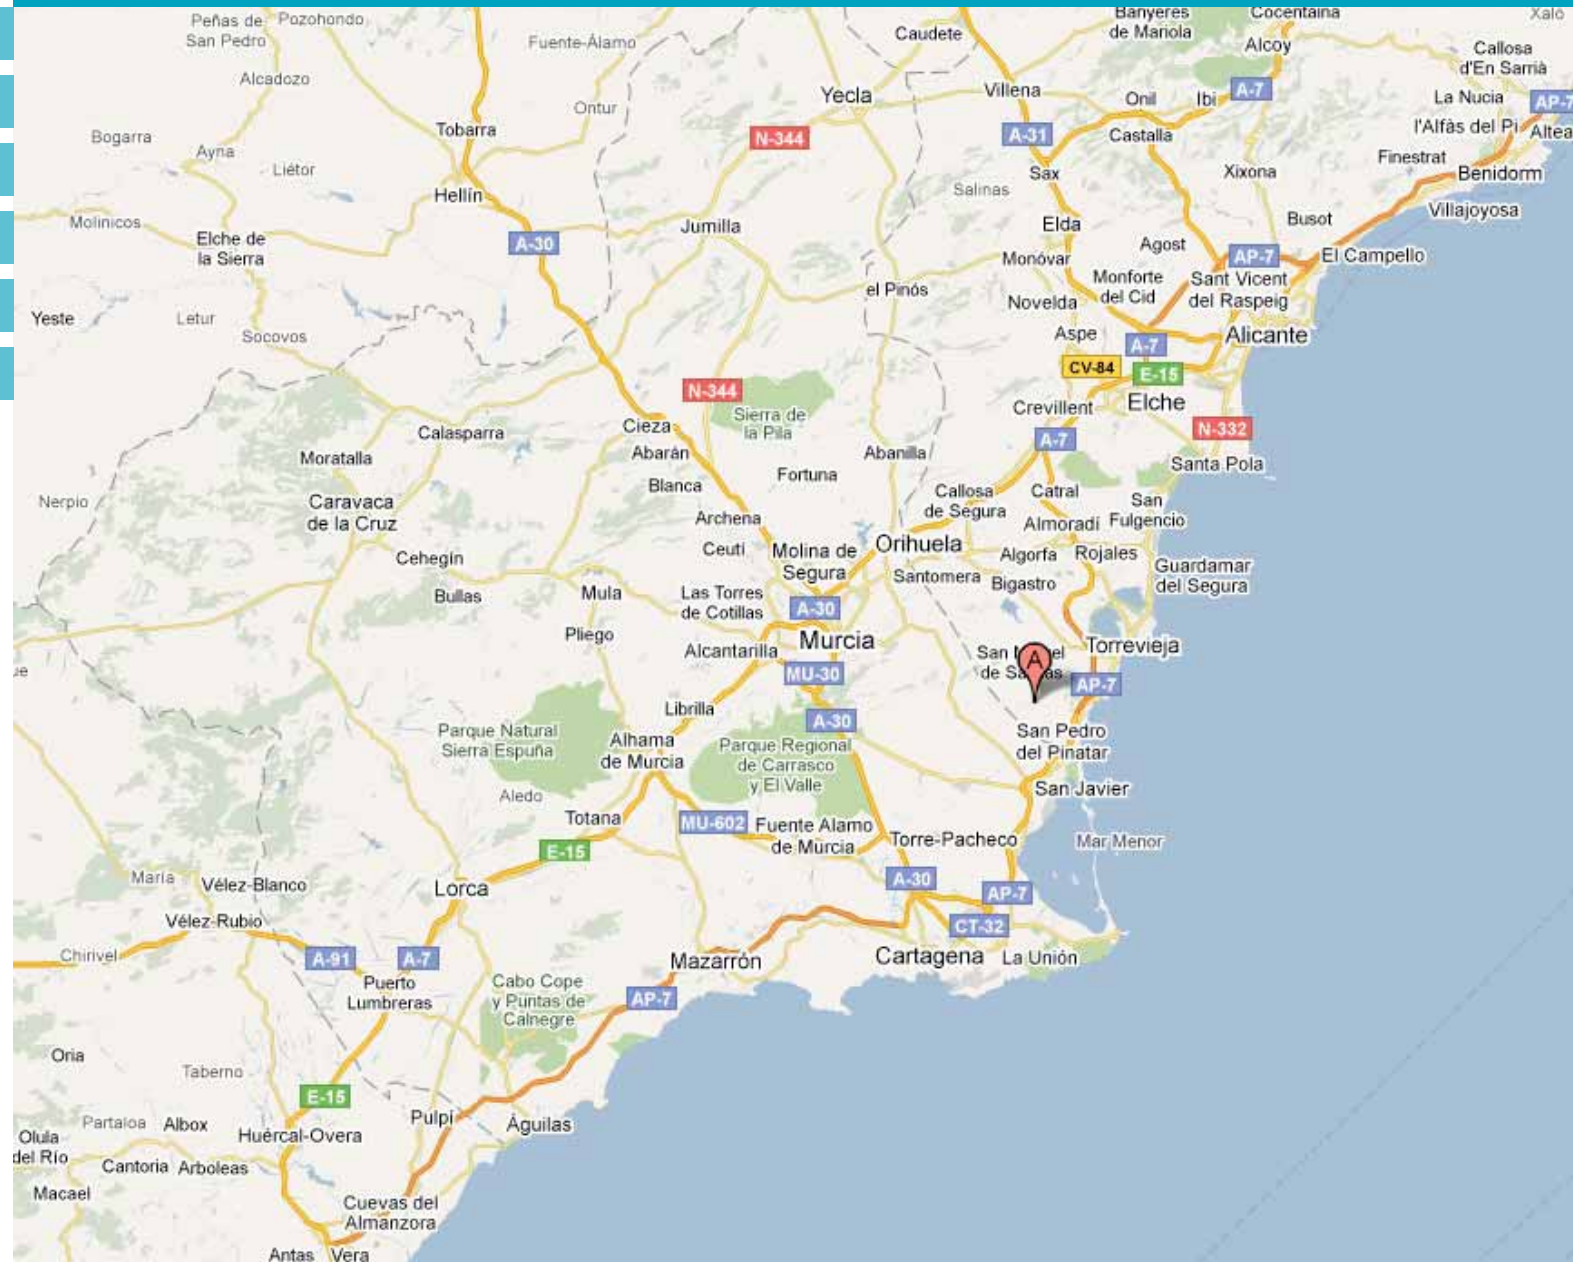 Peñas de
San Pedro
Pozohondo
Fuente-Álamo
Caudete
Banyeres
de Mariola
Cocentaina
Xaló
Alcoy
Callosa
d'En Sarrià
Alcadozo
Ontur
Yecla
Villena
Onil
Ibi
A-7
La Nucia
AP-7
Tobarra
N-344
A-31
Castalla
l'Alfàs del Pi
Altea
Bogarra
Ayna
Liétor
Sax
Xixona
Finestrat
Benidorm
Hellín
Salinas
Villajoyosa
Molinicos
Elche de
la Sierra
A-30
Jumilla
Elda
Busot
Agost
Monóvar
AP-7
El Campello
el Pinós
Monforte
del Cid
Sant Vicent
del Raspeig
Novelda
Yeste
Letur
Socovos
Aspe
A-7
Alicante
CV-84
E-15
N-344
Sierra de
la Pila
Crevillent
Elche
N-332
Calasparra
Cieza
Abarán
Abanilla
A-7
Santa Pola
Moratalla
Blanca
Fortuna
Nerpio
Caravaca
de la Cruz
Callosa
de Segura
Catral
San
Fulgencio
Archena
Almoradí
Ceutí
Molina de
Segura
Orihuela
Algorfa
Rojales
Guardamar
del Segura
Cehegín
Santomera
Bigastro
Bullas
Mula
Las Torres
de Cotillas
A-30
Pliego
Alcantarilla
Murcia
Torrevieja
San
de
A
MU-30
AP-7
Librilla
A-30
Parque Natural
Sierra Espuña
Alhama
de Murcia
Parque Regional
de Carrasco
y El Valle
San Pedro
del Pinatar
San Javier
Aledo
Totana
MU-602
Fuente Alamo
de Murcia
Torre-Pacheco
Mar Menor
E-15
María
Vélez-Blanco
Lorca
A-30
AP-7
Vélez-Rubio
CT-32
Chirivel
A-91
A-7
Mazarrón
Cartagena
La Unión
Puerto
Lumbreras
Cabo Cope
y Puntas de
Calnegre
AP-7
Oria
Taberno
E-15
Partaloa
Albox
Pulpí
Águilas
Olula
del Río
Huércal-Overa
Cantoria
Arboleas
Macael
Cuevas del
Almanzora
Antas
Vera